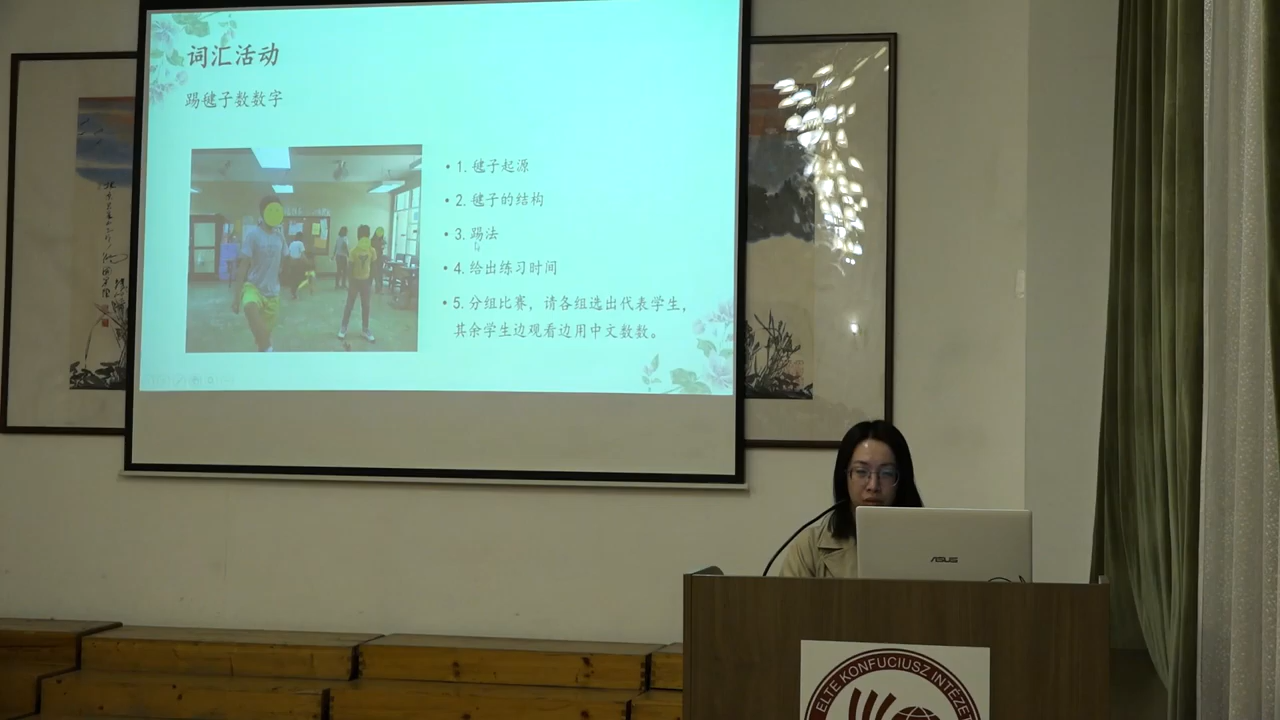 词汇活动
踢毽子数数字
• 1. 毽子起源
• 2. 毽子的结构
• 3. 踢法
• 4. 给出练习时间
• 5. 分组比赛，请各组选出代表学生，
其余学生边观看边用中文数数。
ASUS
ELTE KONFUCIUSZ INTÉZET